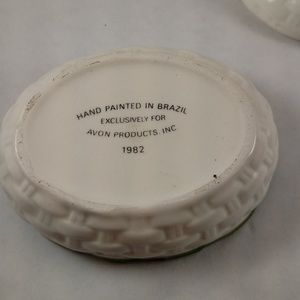 HAND PAINTED IN BRAZIL
EXCLUSIVELY FOR
AVON PRODUCTS, INC.
1982